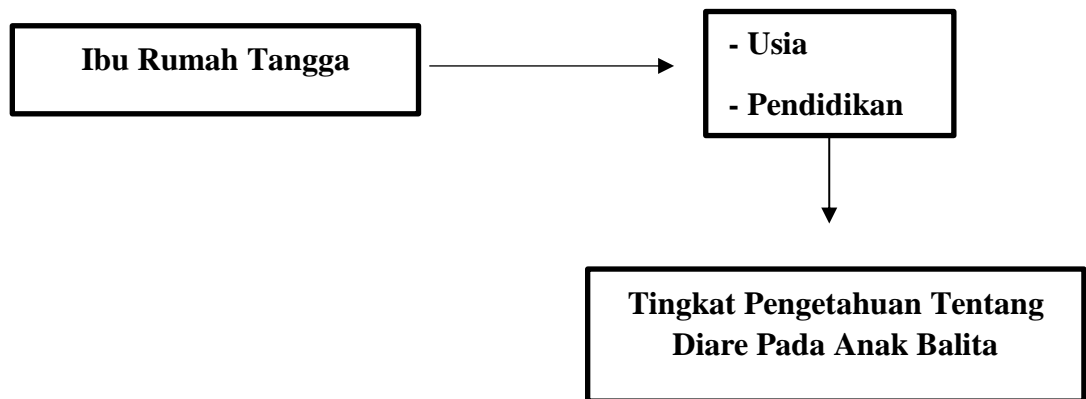 Ibu Rumah Tangga
- Usia
- Pendidikan
Tingkat Pengetahuan Tentang
Diare Pada Anak Balita